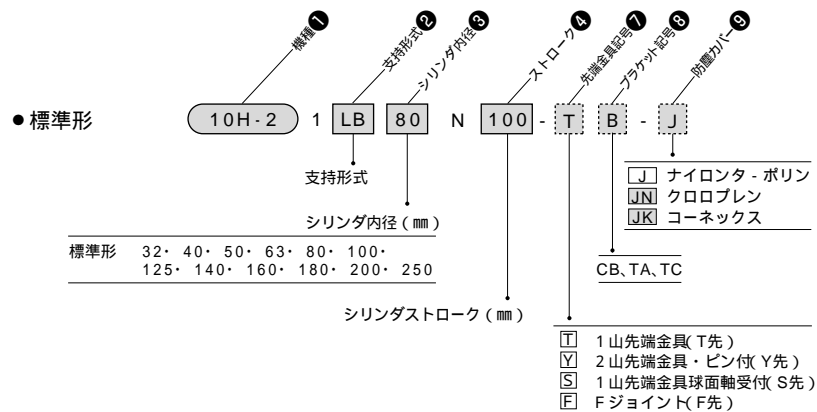 機種❶
支持形式❷
シリンダ内径❸
ストローク❹
先端金具記号❼
ブラケット記号❽
防塵カバー❾
●標準形 10H-2 1 LB 80 N 100 - T B - J
支持形式
シリンダ内径(㎜)
標準形 32・ 40・ 50・ 63・ 80・ 100・
125・ 140・ 160・ 180・ 200・ 250
シリンダストローク(㎜)
J ナイロンタ-ポリン
JN クロロプレン
JK コーネックス
CB、TA、TC
T 1山先端金具(T先)
Y 2山先端金具・ピン付(Y先)
S 1山先端金具球面軸受付(S先)
F Fジョイント(F先)